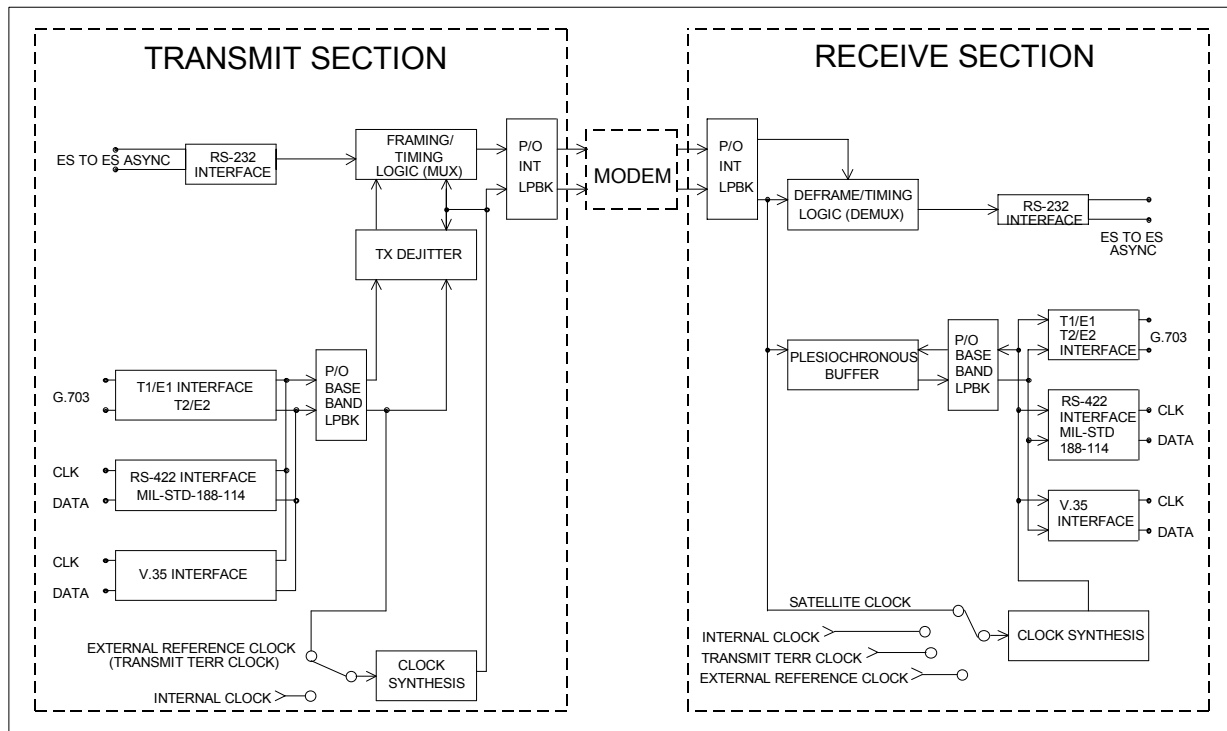 TRANSMIT SECTION
ES TO ES ASYNC
RS-232
INTERFACE
FRAMING/
TIMING
LOGIC (MUX)
P/O
INT
LPBK
TX DEJITTER
G.703
T1/E1 INTERFACE
T2/E2
P/O
BASE
BAND
LPBK
CLK
DATA
RS-422 INTERFACE
MIL-STD-188-114
CLK
DATA
V.35 INTERFACE
EXTERNAL REFERENCE CLOCK
(TRANSMIT TERR CLOCK)
INTERNAL CLOCK
CLOCK
SYNTHESIS
MODEM
RECEIVE SECTION
P/O
INT
LPBK
DEFRAME/TIMING
LOGIC (DEMUX)
RS-232
INTERFACE
ES TO ES
ASYNC
PLESIOCHRONOUS
BUFFER
P/O
BASE
BAND
LPBK
T1/E1
T2/E2
INTERFACE
G.703
RS-422
INTERFACE
MIL-STD
188-114
CLK
DATA
V.35
INTERFACE
CLK
DATA
SATELLITE CLOCK
INTERNAL CLOCK
TRANSMIT TERR CLOCK
EXTERNAL REFERENCE CLOCK
CLOCK SYNTHESIS